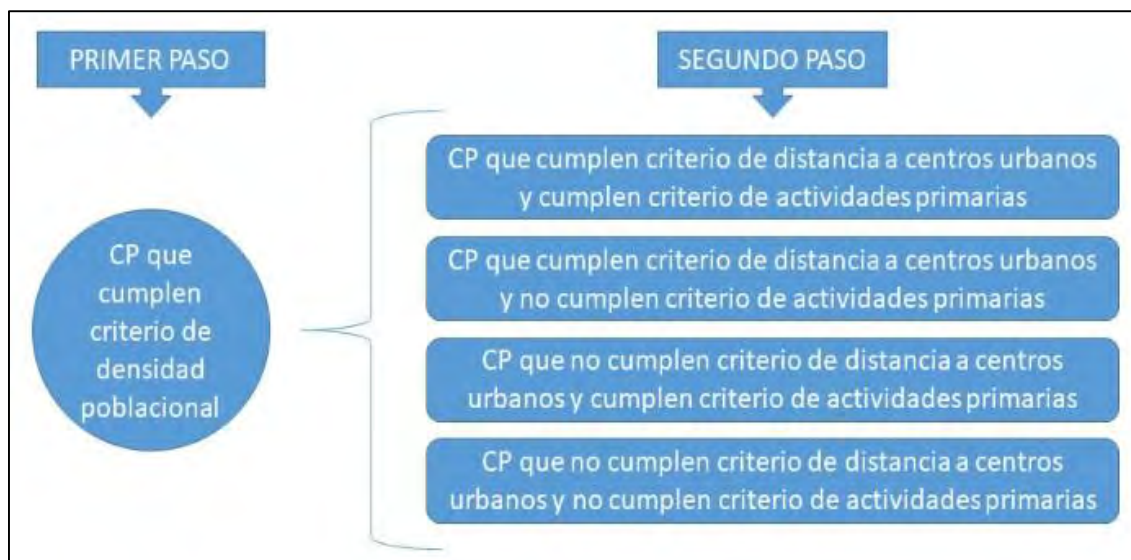 PRIMER PASO
SEGUNDO PASO
CP que
cumplen
criterio de
densidad
poblacional
CP que cumplen criterio de distancia a centros urbanos
y cumplen criterio de actividades primarias
CP que cumplen criterio de distancia a centros urbanos
y no cumplen criterio de actividades primarias
CP que no cumplen criterio de distancia a centros
urbanos y cumplen criterio de actividades primarias
CP que no cumplen criterio de distancia a centros
urbanos y no cumplen criterio de actividades primarias